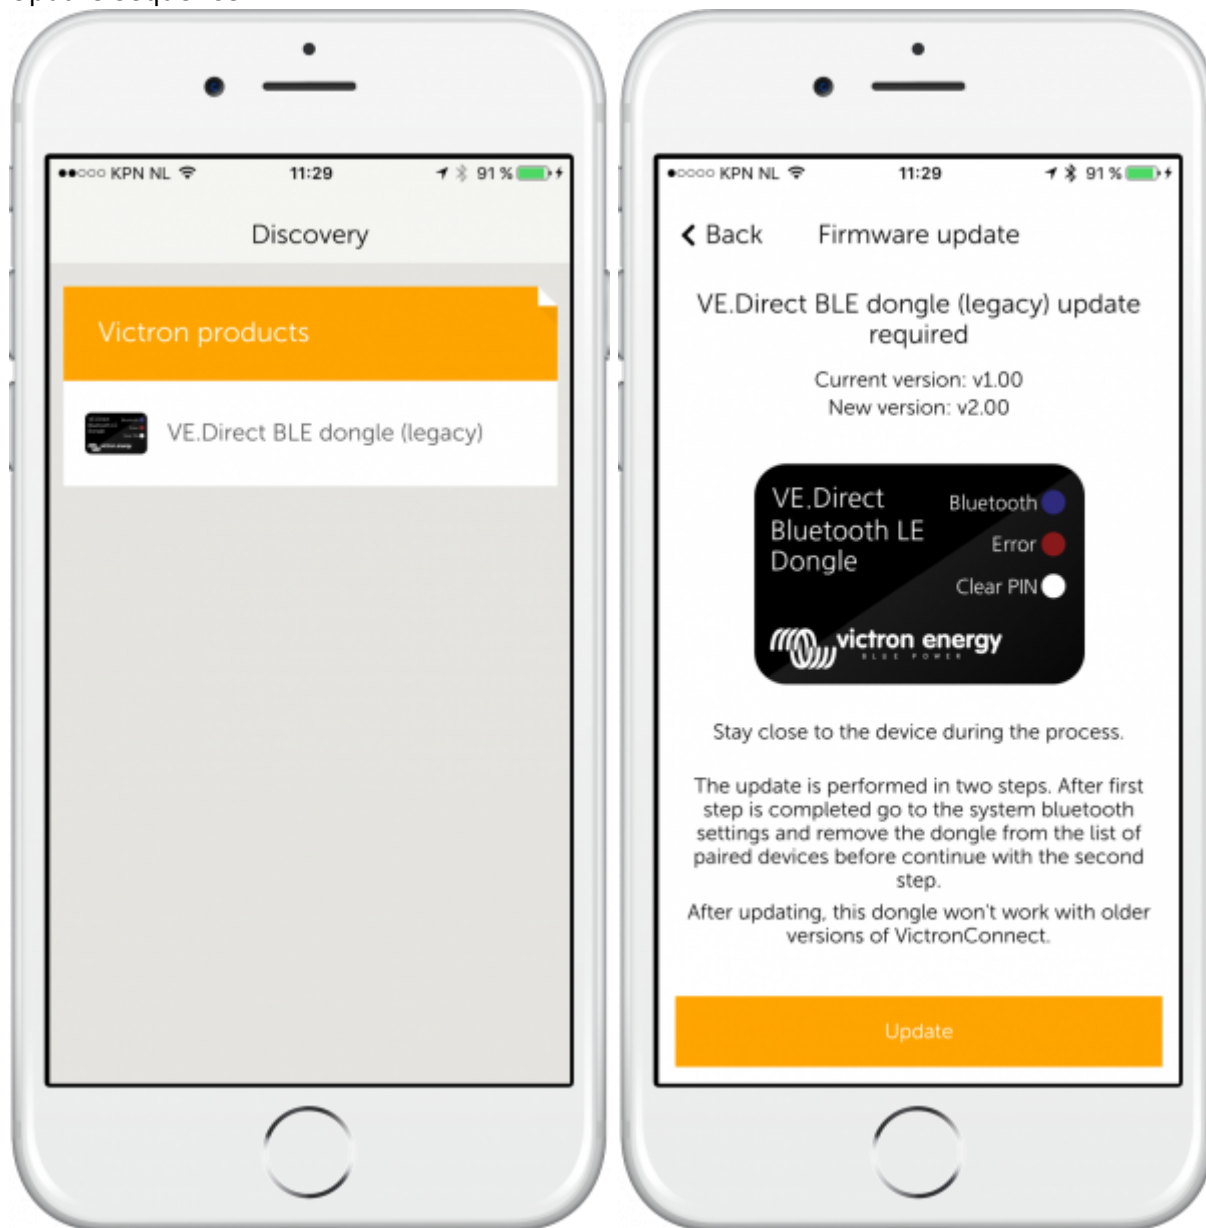 ●●○○○ KPN NL 11:29 91 %
Discovery
Victron products
VE.Direct BLE dongle (legacy)
●○○○○ KPN NL 11:29 91 %
Back Firmware update
VE.Direct BLE dongle (legacy) update
required
Current version: v1.00
New version: v2.00
VE.Direct
Bluetooth LE
Dongle
Bluetooth
Error
Clear PIN
victron energy
BLUE POWER
Stay close to the device during the process.
The update is performed in two steps. After first
step is completed go to the system bluetooth
settings and remove the dongle from the list of
paired devices before continue with the second
step.
After updating, this dongle won't work with older
versions of VictronConnect.
Update